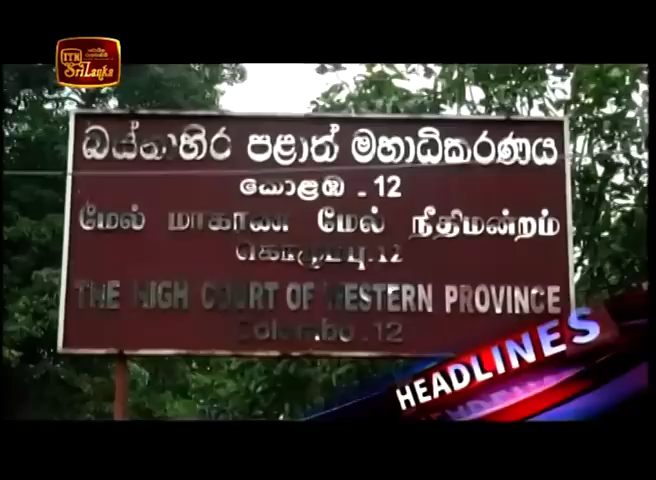 ITN
Sri Lanka
බස්නාහිර පළාත් මහාධිකරණය
කොළඹ - 12
மேல் மாகாண மேல் நீதிமன்றம்
கொழும்பு - 12
THE HIGH COURT OF WESTERN PROVINCE
Colombo - 12
HEADLINES